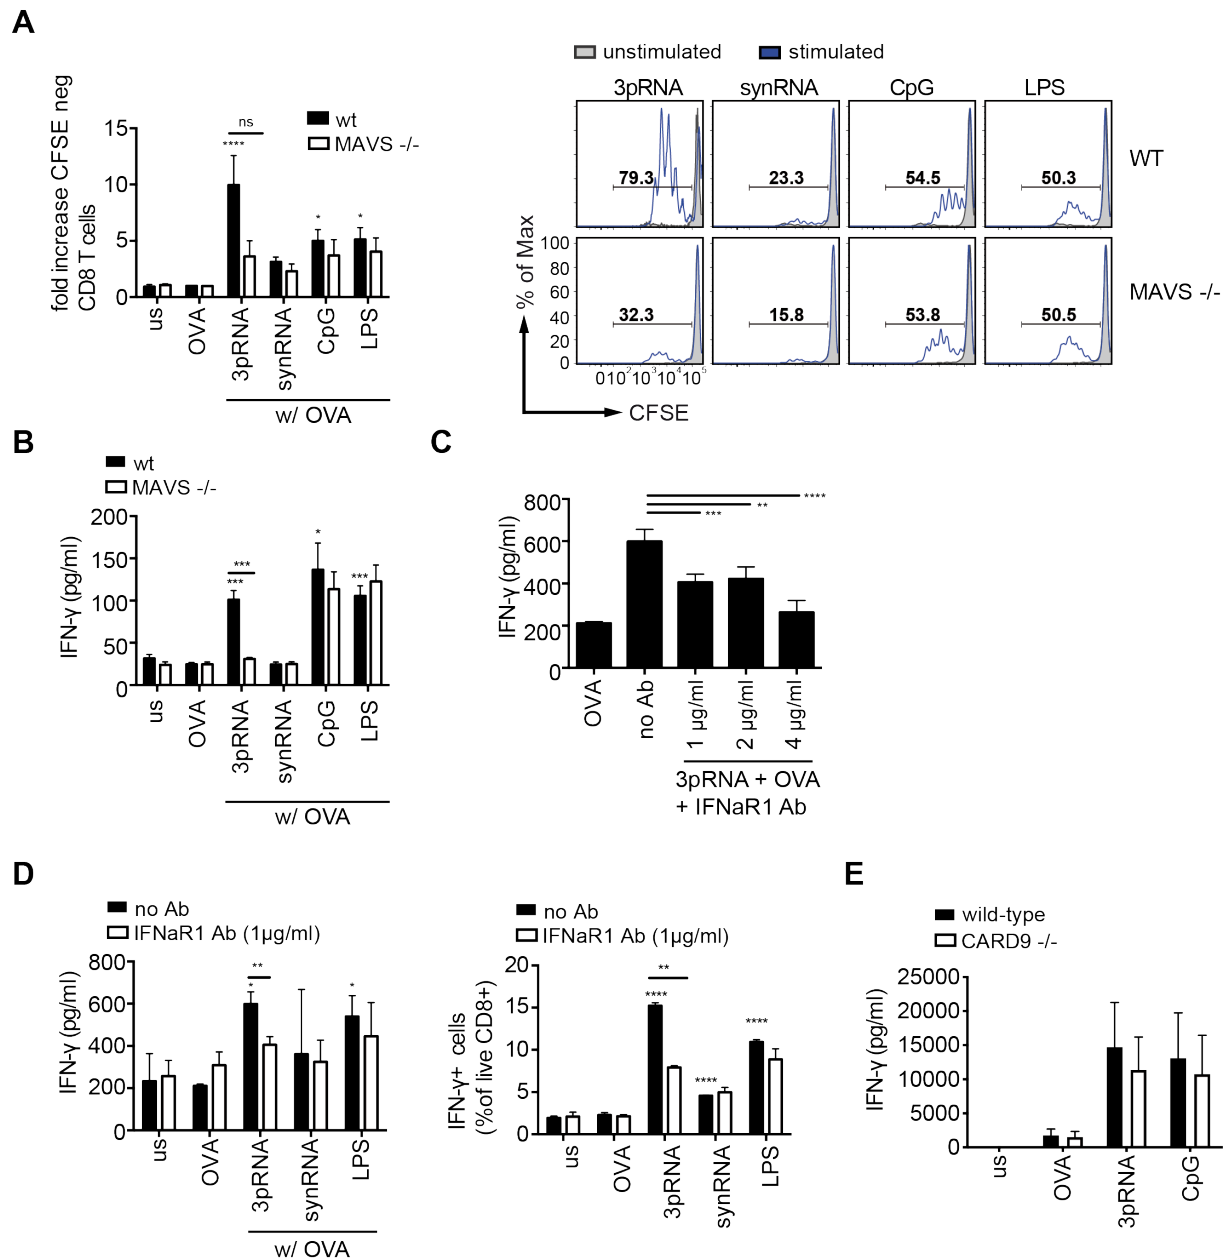 A
fold increase CFSE neg
CD8 T cells
15
10
5
0
wt
MAVS -/-
ns
****
*
*
us
OVA
3pRNA
synRNA
CpG
LPS
w/ OVA
unstimulated
stimulated
3pRNA
synRNA
CpG
LPS
79.3
23.3
54.5
50.3
WT
% of Max
100
80
60
40
20
0
32.3
15.8
53.8
50.5
MAVS -/-
0 10² 10³ 10⁴ 10⁵
CFSE
B
wt
MAVS -/-
IFN-γ (pg/ml)
200
150
100
50
0
***
***
*
***
us
OVA
3pRNA
synRNA
CpG
LPS
w/ OVA
C
IFN-γ (pg/ml)
800
600
400
200
0
****
**
***
OVA
no Ab
1 µg/ml
2 µg/ml
4 µg/ml
3pRNA + OVA
+ IFNaR1 Ab
D
no Ab
IFNaR1 Ab (1µg/ml)
IFN-γ (pg/ml)
800
600
400
200
0
**
*
*
us
OVA
3pRNA
synRNA
LPS
w/ OVA
no Ab
IFNaR1 Ab (1µg/ml)
IFN-γ+ cells
(%of live CD8+)
20
15
10
5
0
**
****
****
****
us
OVA
3pRNA
synRNA
LPS
E
wild-type
CARD9 -/-
IFN-γ (pg/ml)
25000
20000
15000
10000
5000
0
us
OVA
3pRNA
CpG